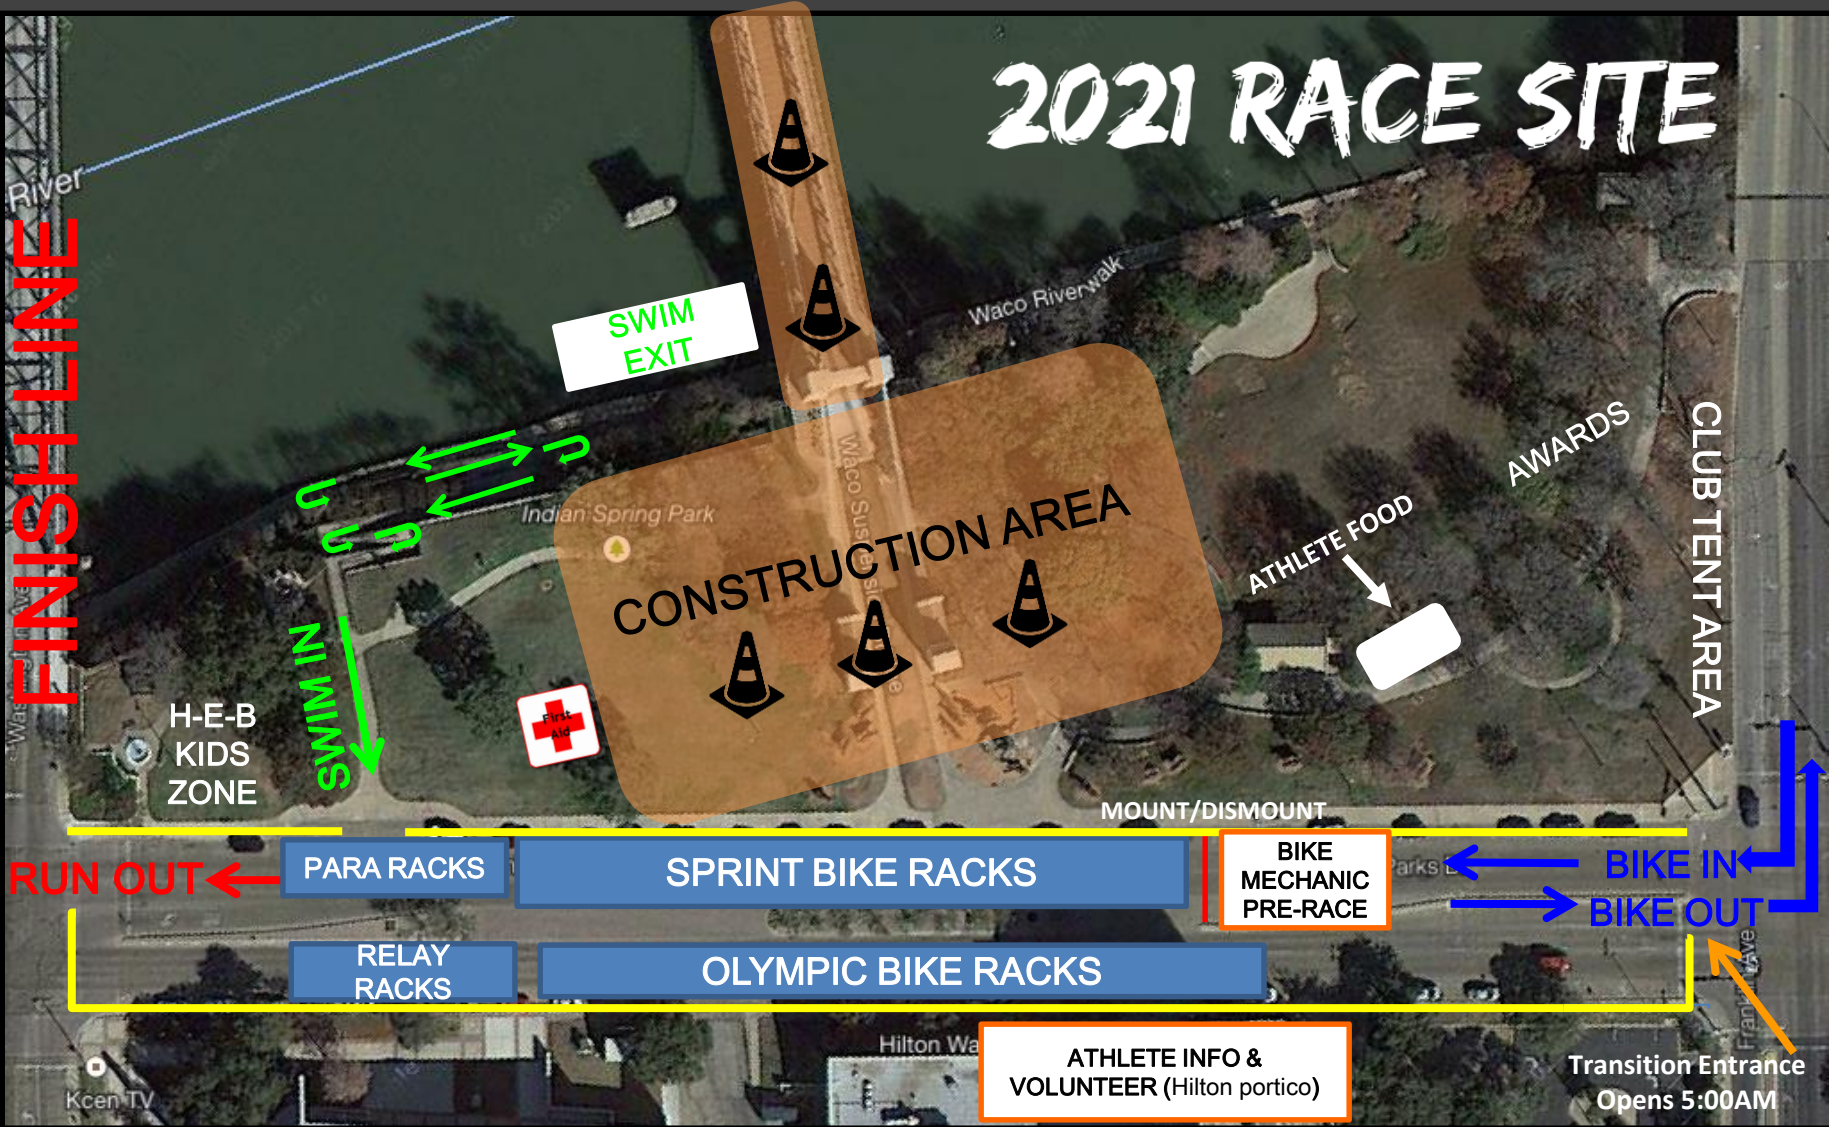 2021 RACE SITE
River
FINISH LINE
SWIM
EXIT
Waco Riverwalk
Indian Spring Park
CONSTRUCTION AREA
AWARDS
ATHLETE FOOD
CLUB TENT AREA
SWIM IN
First
Aid
H-E-B
KIDS
ZONE
MOUNT/DISMOUNT
RUN OUT
PARA RACKS
SPRINT BIKE RACKS
BIKE
MECHANIC
PRE-RACE
Parks
BIKE IN
BIKE OUT
RELAY
RACKS
OLYMPIC BIKE RACKS
Hilton Wa
ATHLETE INFO &
VOLUNTEER (Hilton portico)
Transition Entrance
Opens 5:00AM
Kcen TV